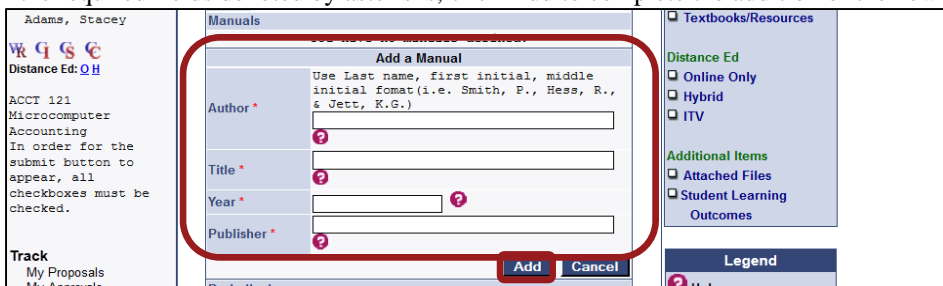 Adams, Stacey
Distance Ed: O H
ACCT 121
Microcomputer
Accounting
In order for the
submit button to
appear, all
checkboxes must be
checked.
Track
My Proposals
Manuals
Add a Manual
Author *
Use Last name, first initial, middle
initial fomat(i.e. Smith, P., Hess, R.,
& Jett, K.G.)
Title *
Year *
Publisher *
Add Cancel
Textbooks/Resources
Distance Ed
Online Only
Hybrid
ITV
Additional Items
Attached Files
Student Learning
Outcomes
Legend